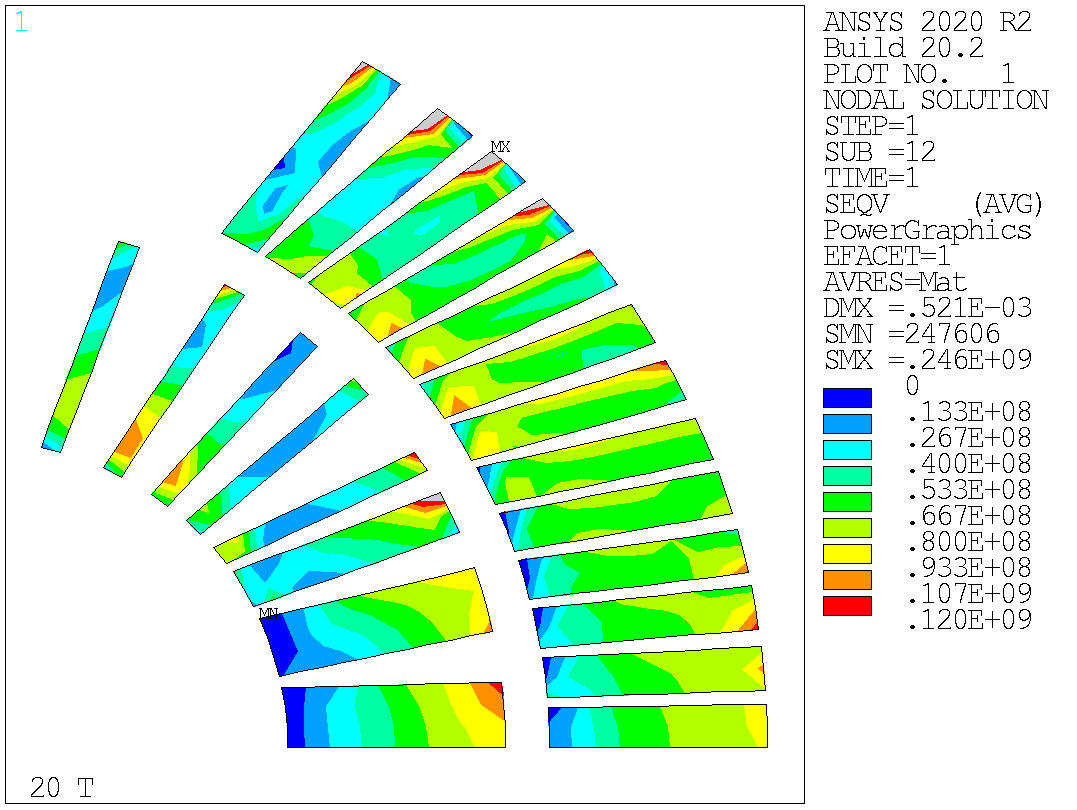 1
ANSYS 2020 R2
Build 20.2
PLOT NO. 1
NODAL SOLUTION
STEP=1
SUB =12
TIME=1
SEQV (AVG)
PowerGraphics
EFACET=1
AVRES=Mat
DMX =.521E-03
SMN =247606
SMX =.246E+09
0
.133E+08
.267E+08
.400E+08
.533E+08
.667E+08
.800E+08
.933E+08
.107E+09
.120E+09
MX
MN
20 T